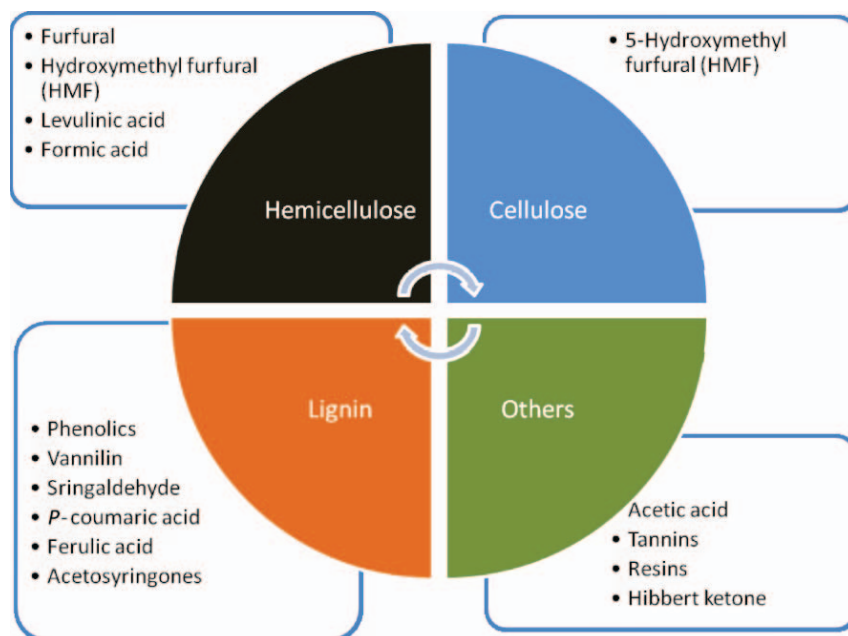 • Furfural
• Hydroxymethyl furfural
(HMF)
• Levulinic acid
• Formic acid
• 5-Hydroxymethyl
furfural (HMF)
Hemicellulose
Cellulose
Lignin
Others
• Phenolics
• Vannilin
• Sringaldehyde
• P-coumaric acid
• Ferulic acid
• Acetosyringones
Acetic acid
• Tannins
• Resins
• Hibbert ketone